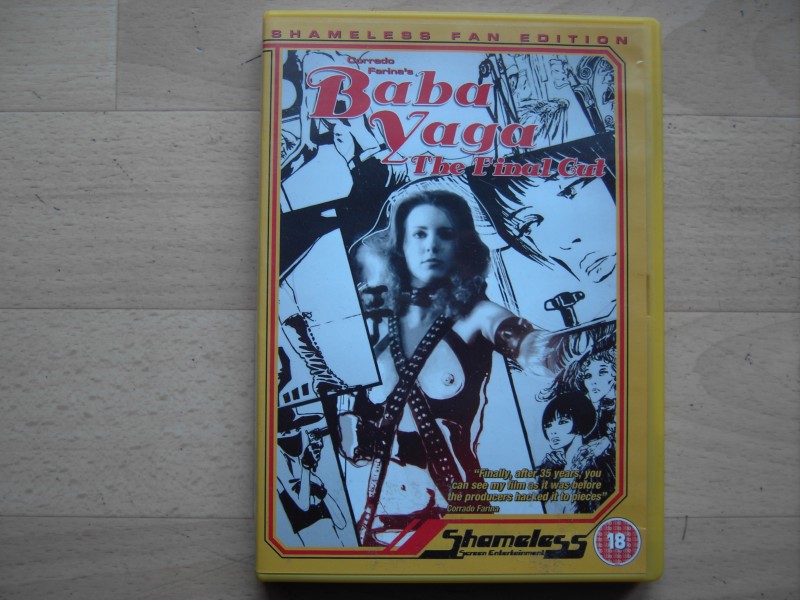 SHAMELESS FAN EDITION
Corrado
Farina's
Baba
Yaga
The Final Cut
"Finally, after 35 years, you
can see my film as it was before
the producers hacked it to pieces"
Corrado Farina
Shameless
Screen Entertainment
18